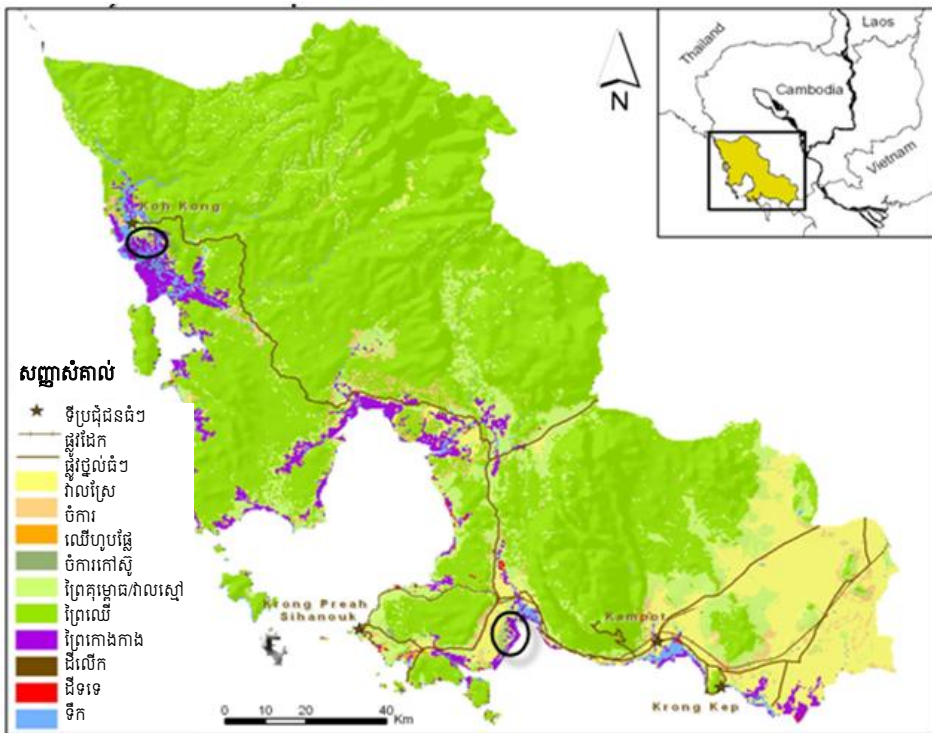 Thailand
Laos
Cambodia
Vietnam
N
Koh Kong
Krong Preah
Sihanouk
Kampot
Krong Kep
សញ្ញាសំគាល់
ទីប្រជុំជនធំៗ
ផ្លូវដែក
ផ្លូវថ្នល់ធំៗ
វាលស្រែ
ចំការ
ឈើហូបផ្លែ
ចំការកៅស៊ូ
ព្រៃគុម្ពោធ/វាលស្មៅ
ព្រៃឈើ
ព្រៃកោងកាង
ដីលើក
ដីទទេ
ទឹក
0 10 20 40
Km